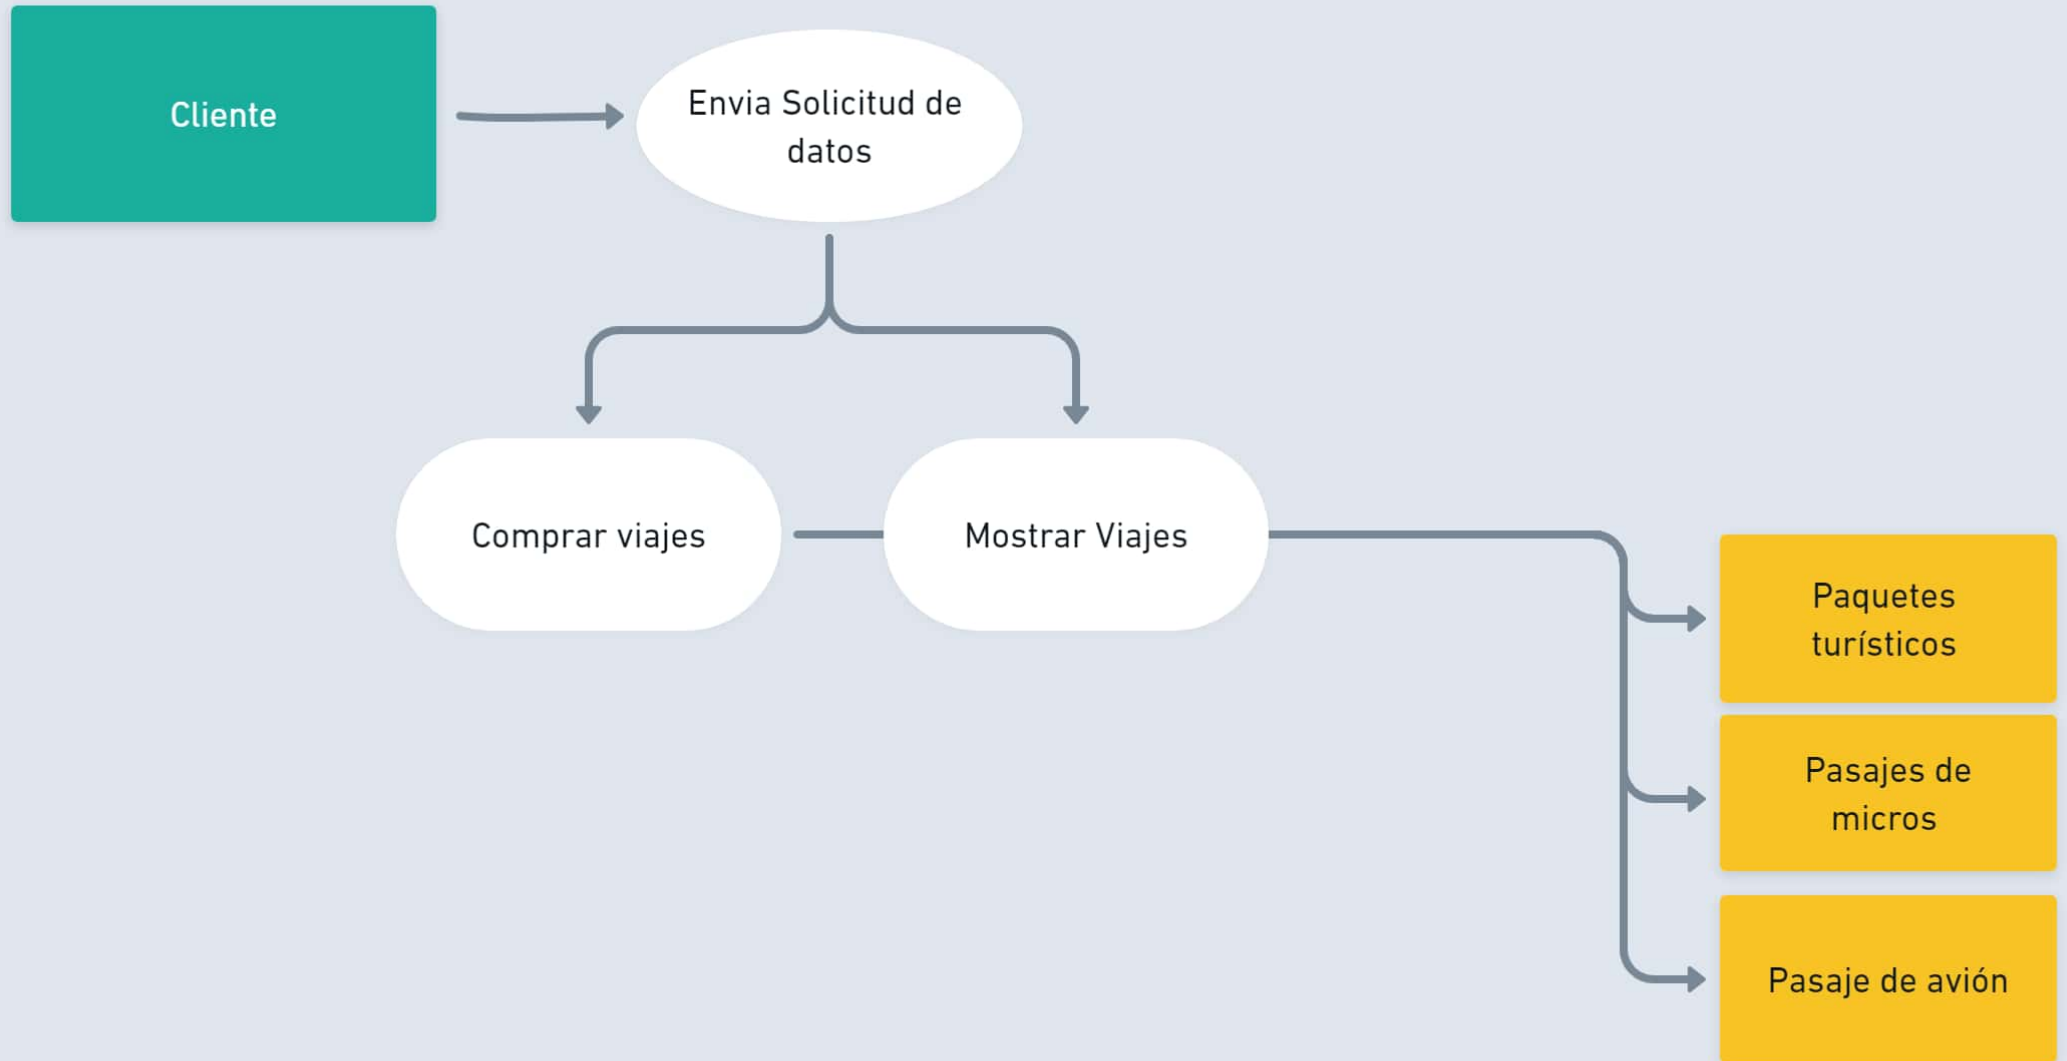 Cliente
Envia Solicitud de
datos
Comprar viajes
Mostrar Viajes
Paquetes
turísticos
Pasajes de
micros
Pasaje de avión